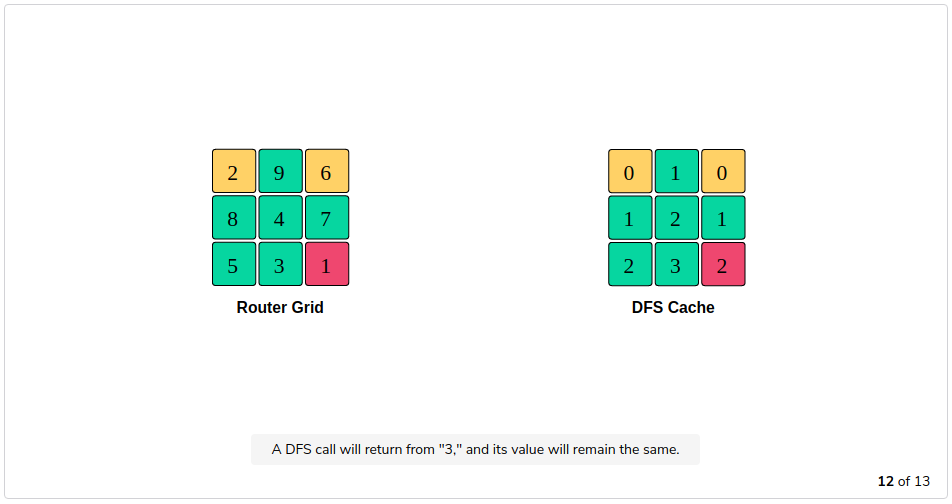 2 9 6 0 1 0
8 4 7 1 2 1
5 3 1 2 3 2
Router Grid DFS Cache
A DFS call will return from "3," and its value will remain the same.
12 of 13